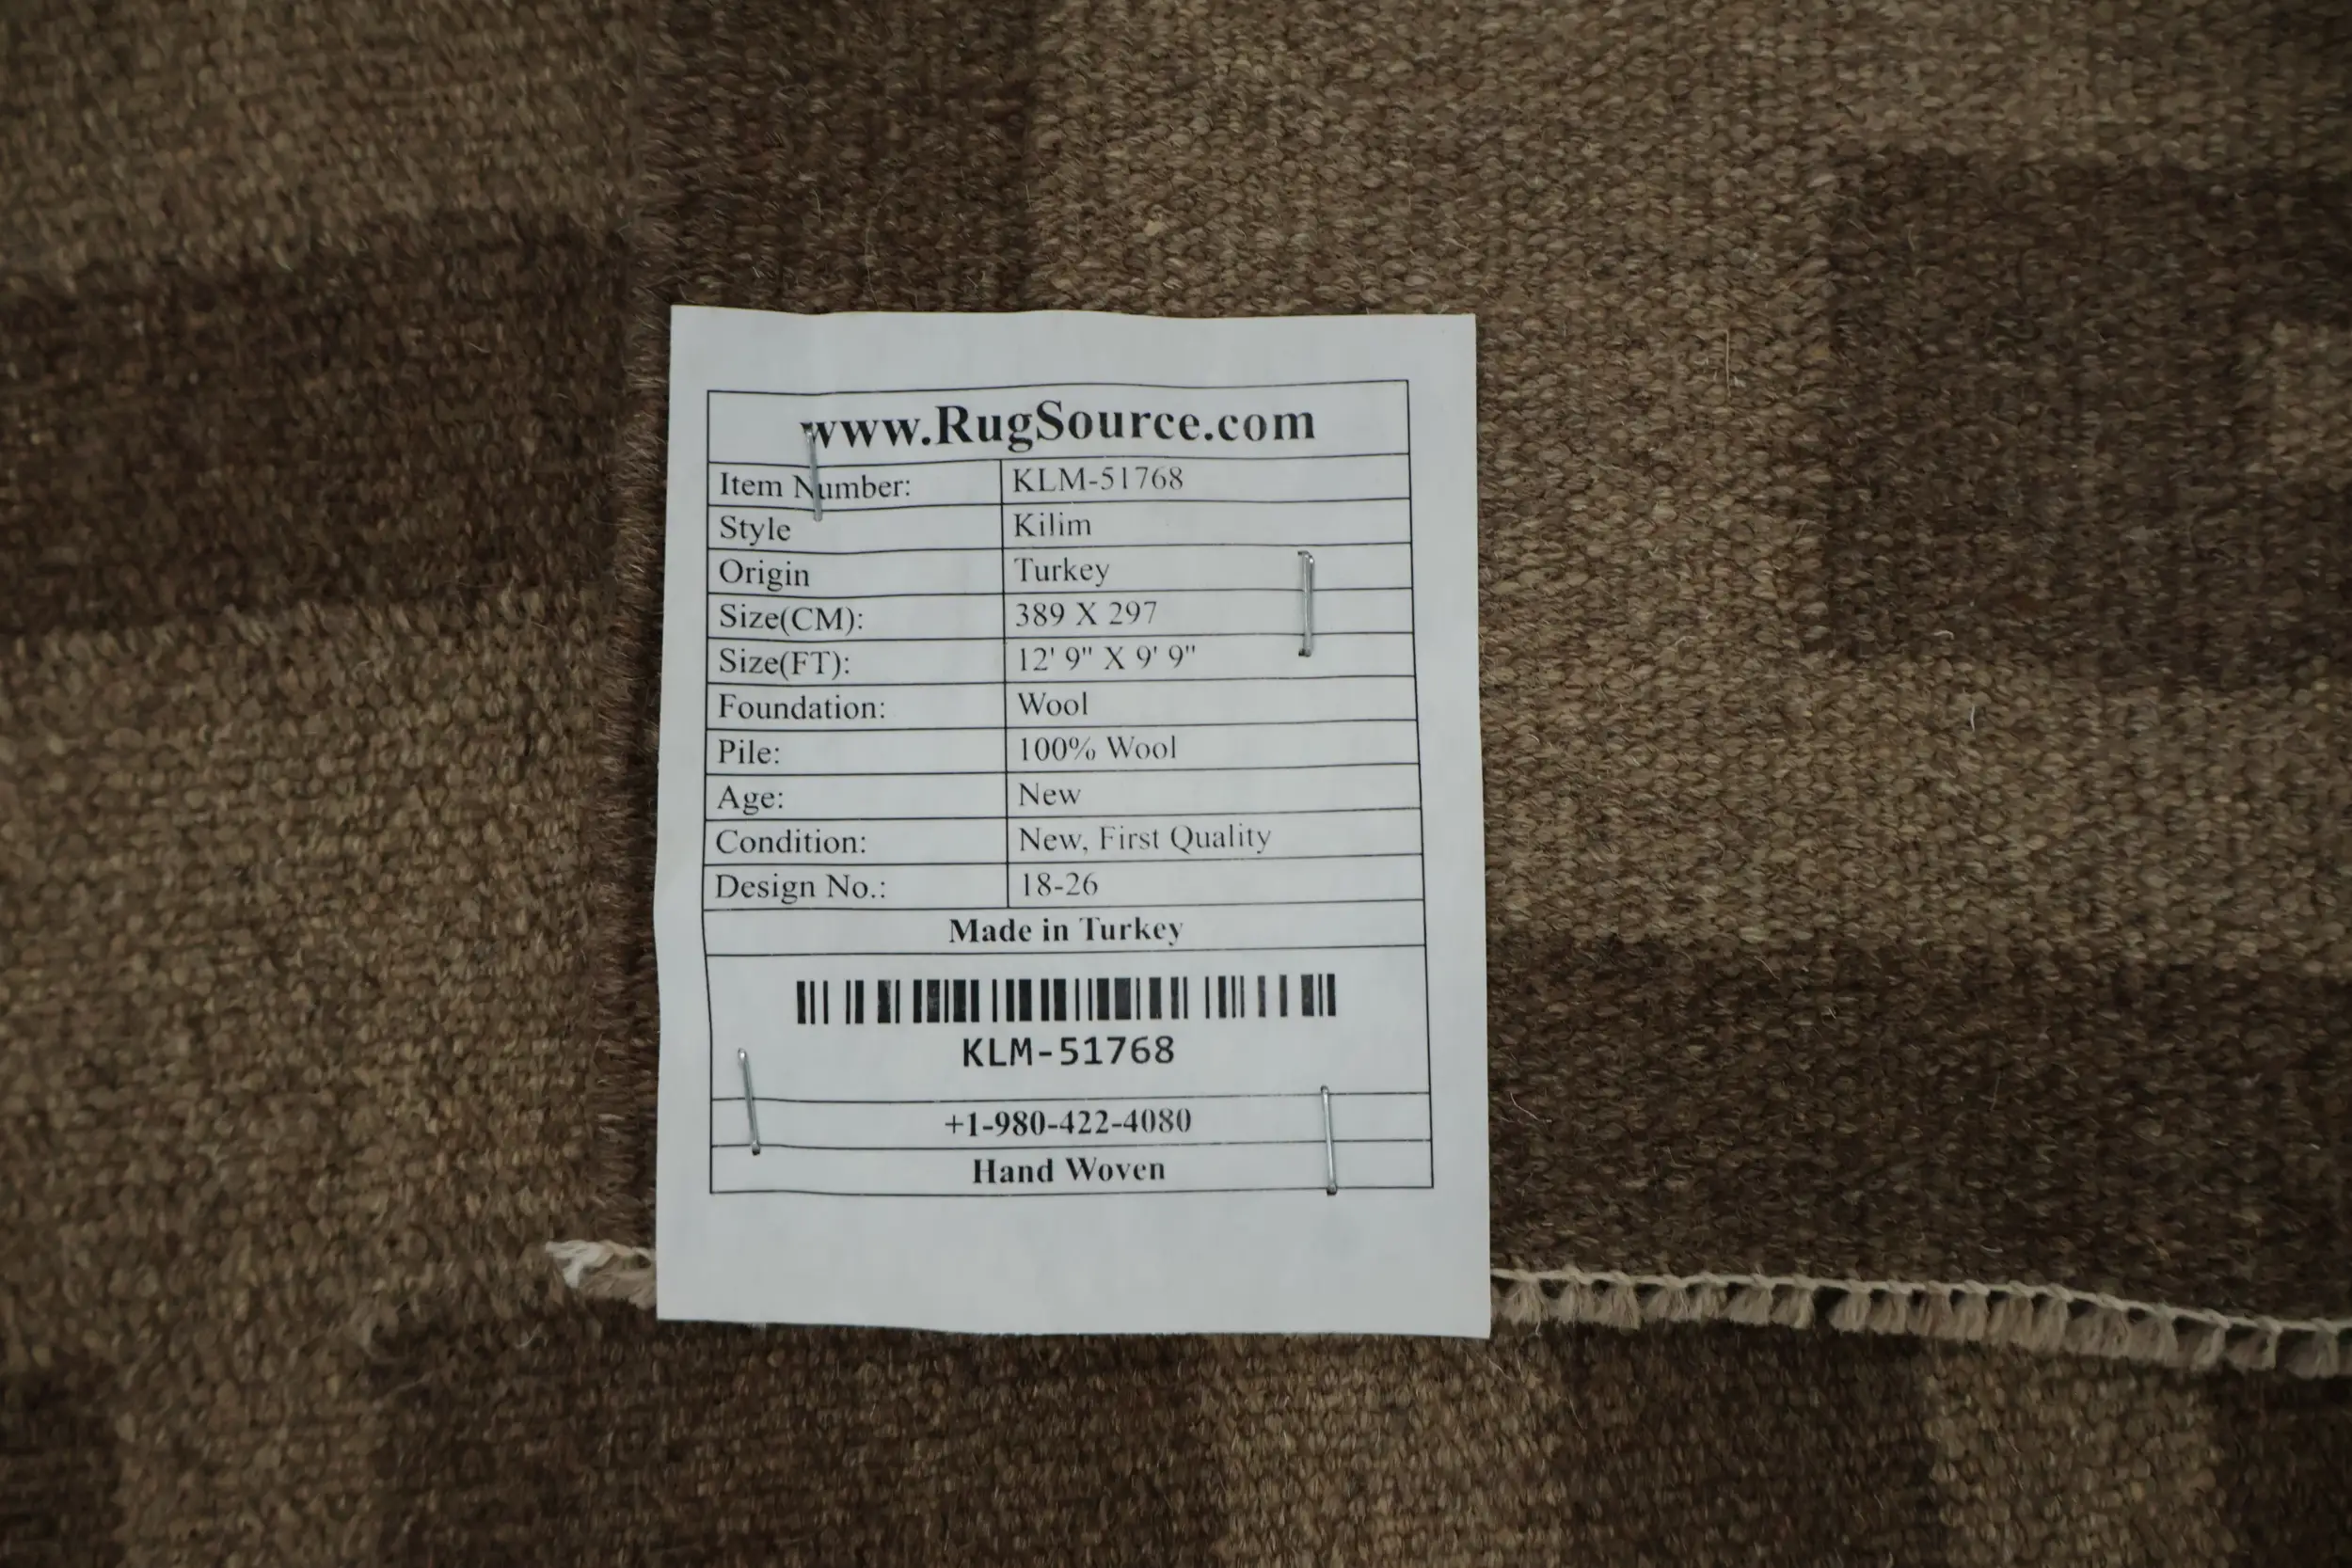 www.RugSource.com
Item Number: KLM-51768
Style Kilim
Origin Turkey
Size(CM): 389 X 297
Size(FT): 12' 9" X 9' 9"
Foundation: Wool
Pile: 100% Wool
Age: New
Condition: New, First Quality
Design No.: 18-26
Made in Turkey
KLM-51768
+1-980-422-4080
Hand Woven